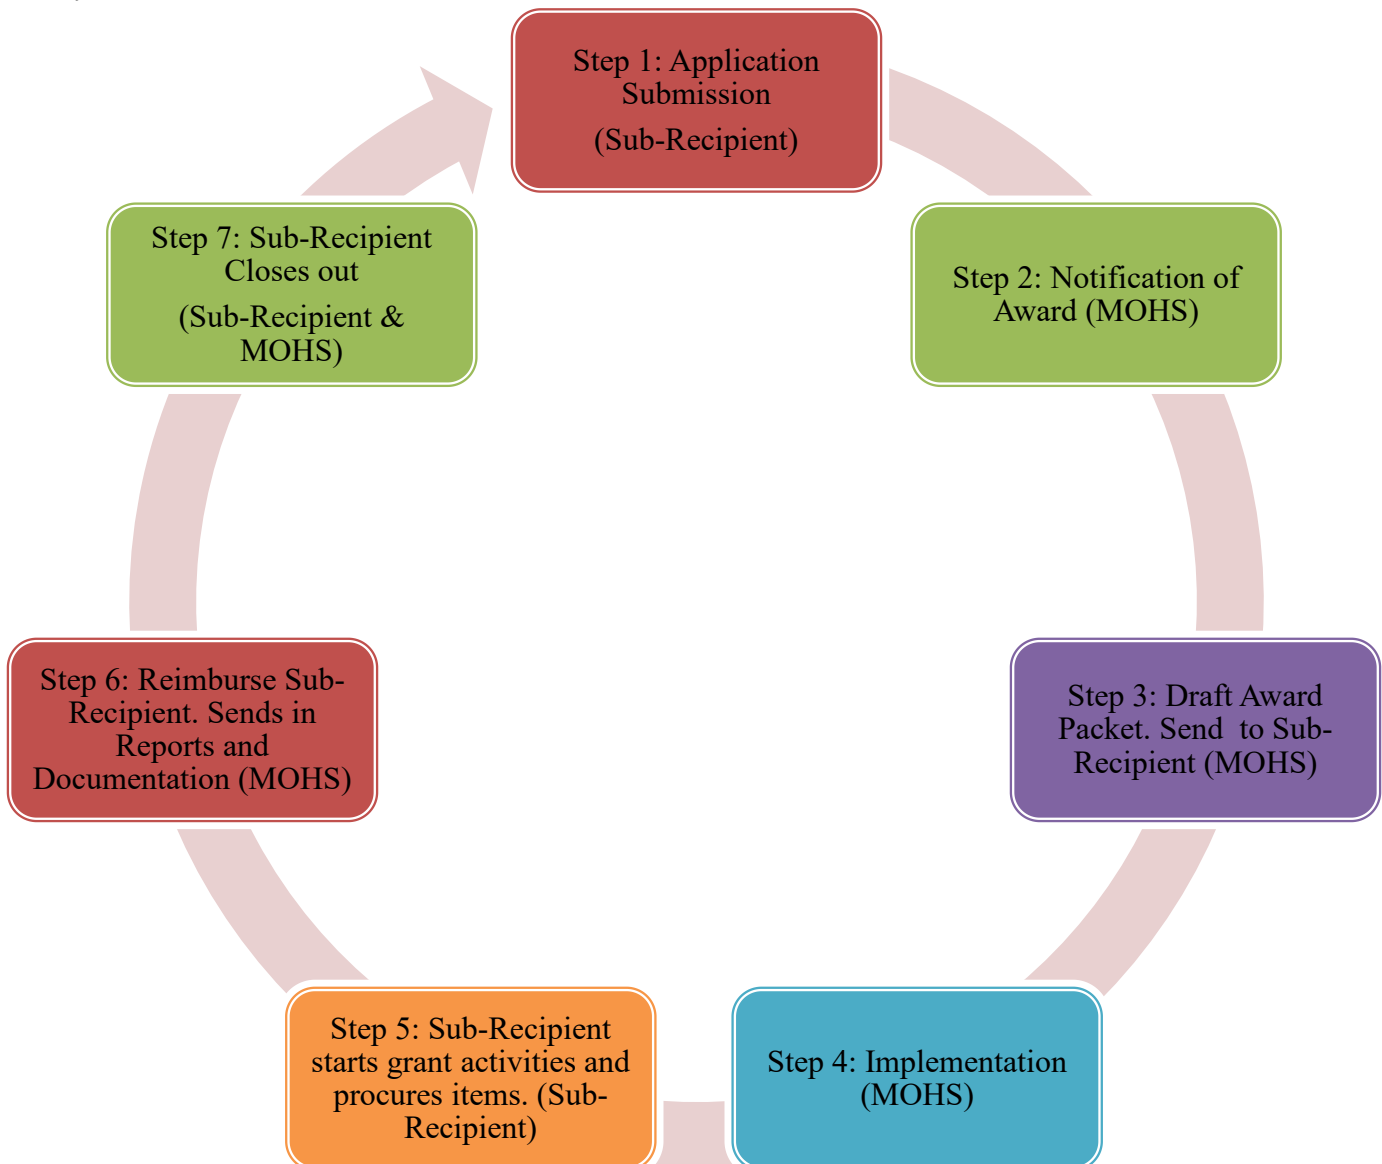 Step 1: Application
Submission
(Sub-Recipient)
Step 2: Notification of
Award (MOHS)
Step 3: Draft Award
Packet. Send  to Sub-
Recipient (MOHS)
Step 4: Implementation
(MOHS)
Step 5: Sub-Recipient
starts grant activities and
procures items. (Sub-
Recipient)
Step 6: Reimburse Sub-
Recipient. Sends in
Reports and
Documentation (MOHS)
Step 7: Sub-Recipient
Closes out
(Sub-Recipient &
MOHS)